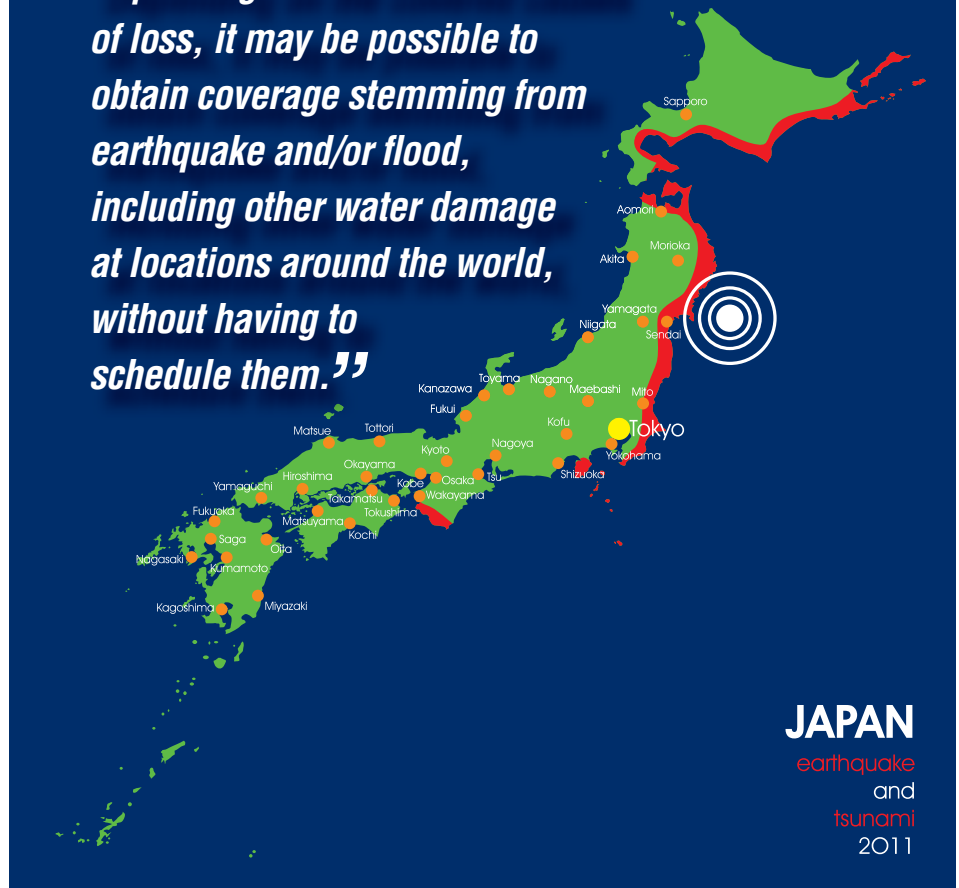 of loss, it may be possible to
obtain coverage stemming from
earthquake and/or flood,
including other water damage
at locations around the world,
without having to
schedule them.”
Sapporo
Aomori
Morioka
Akita
Yamagata
Sendai
Niigata
Toyama
Nagano
Kanazawa
Maebashi
Mito
Fukui
Kofu
Tokyo
Matsue
Tottori
Nagoya
Kyoto
Yokohama
Okayama
Shizuoka
Hiroshima
Kobe
Osaka
Tsu
Yamaguchi
Takamatsu
Wakayama
Fukuoka
Tokushima
Matsuyama
Kochi
Saga
Oita
Nagasaki
Kumamoto
Kagoshima
Miyazaki
JAPAN
earthquake
and
tsunami
2011